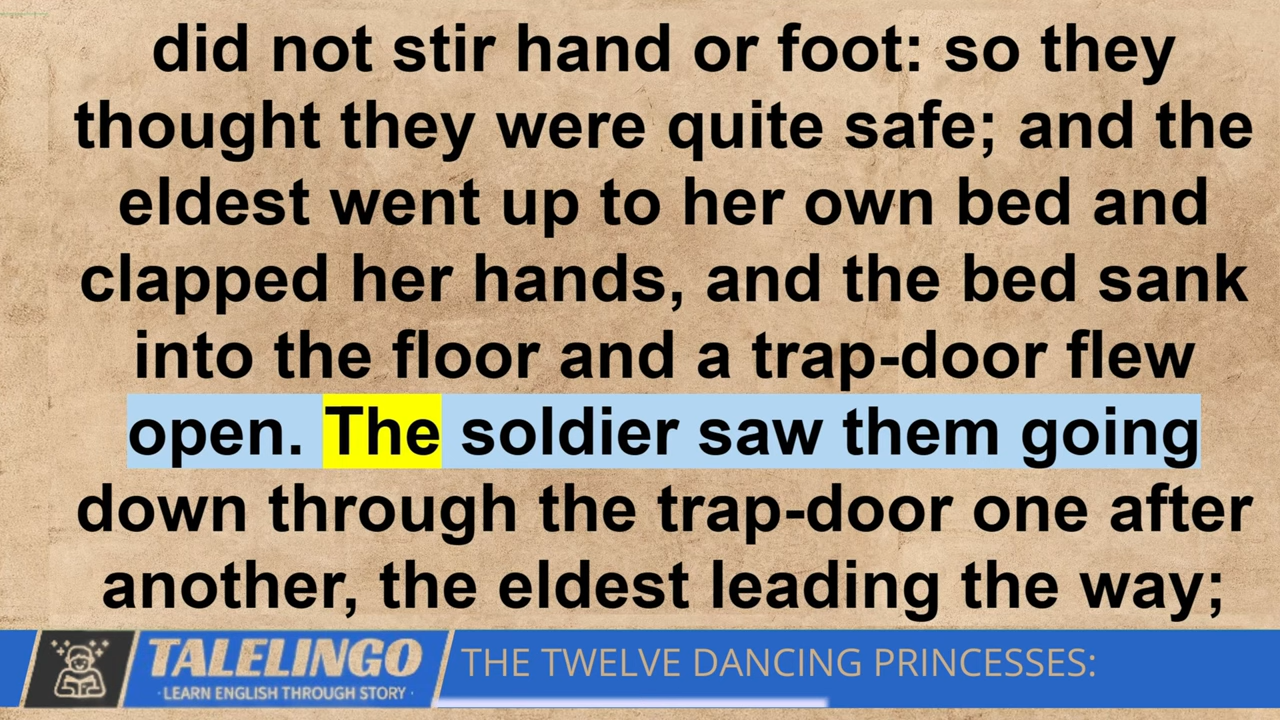 did not stir hand or foot: so they
thought they were quite safe; and the
eldest went up to her own bed and
clapped her hands, and the bed sank
into the floor and a trap-door flew
open. The soldier saw them going
down through the trap-door one after
another, the eldest leading the way;
TALELINGO
· LEARN ENGLISH THROUGH STORY ·
THE TWELVE DANCING PRINCESSES: